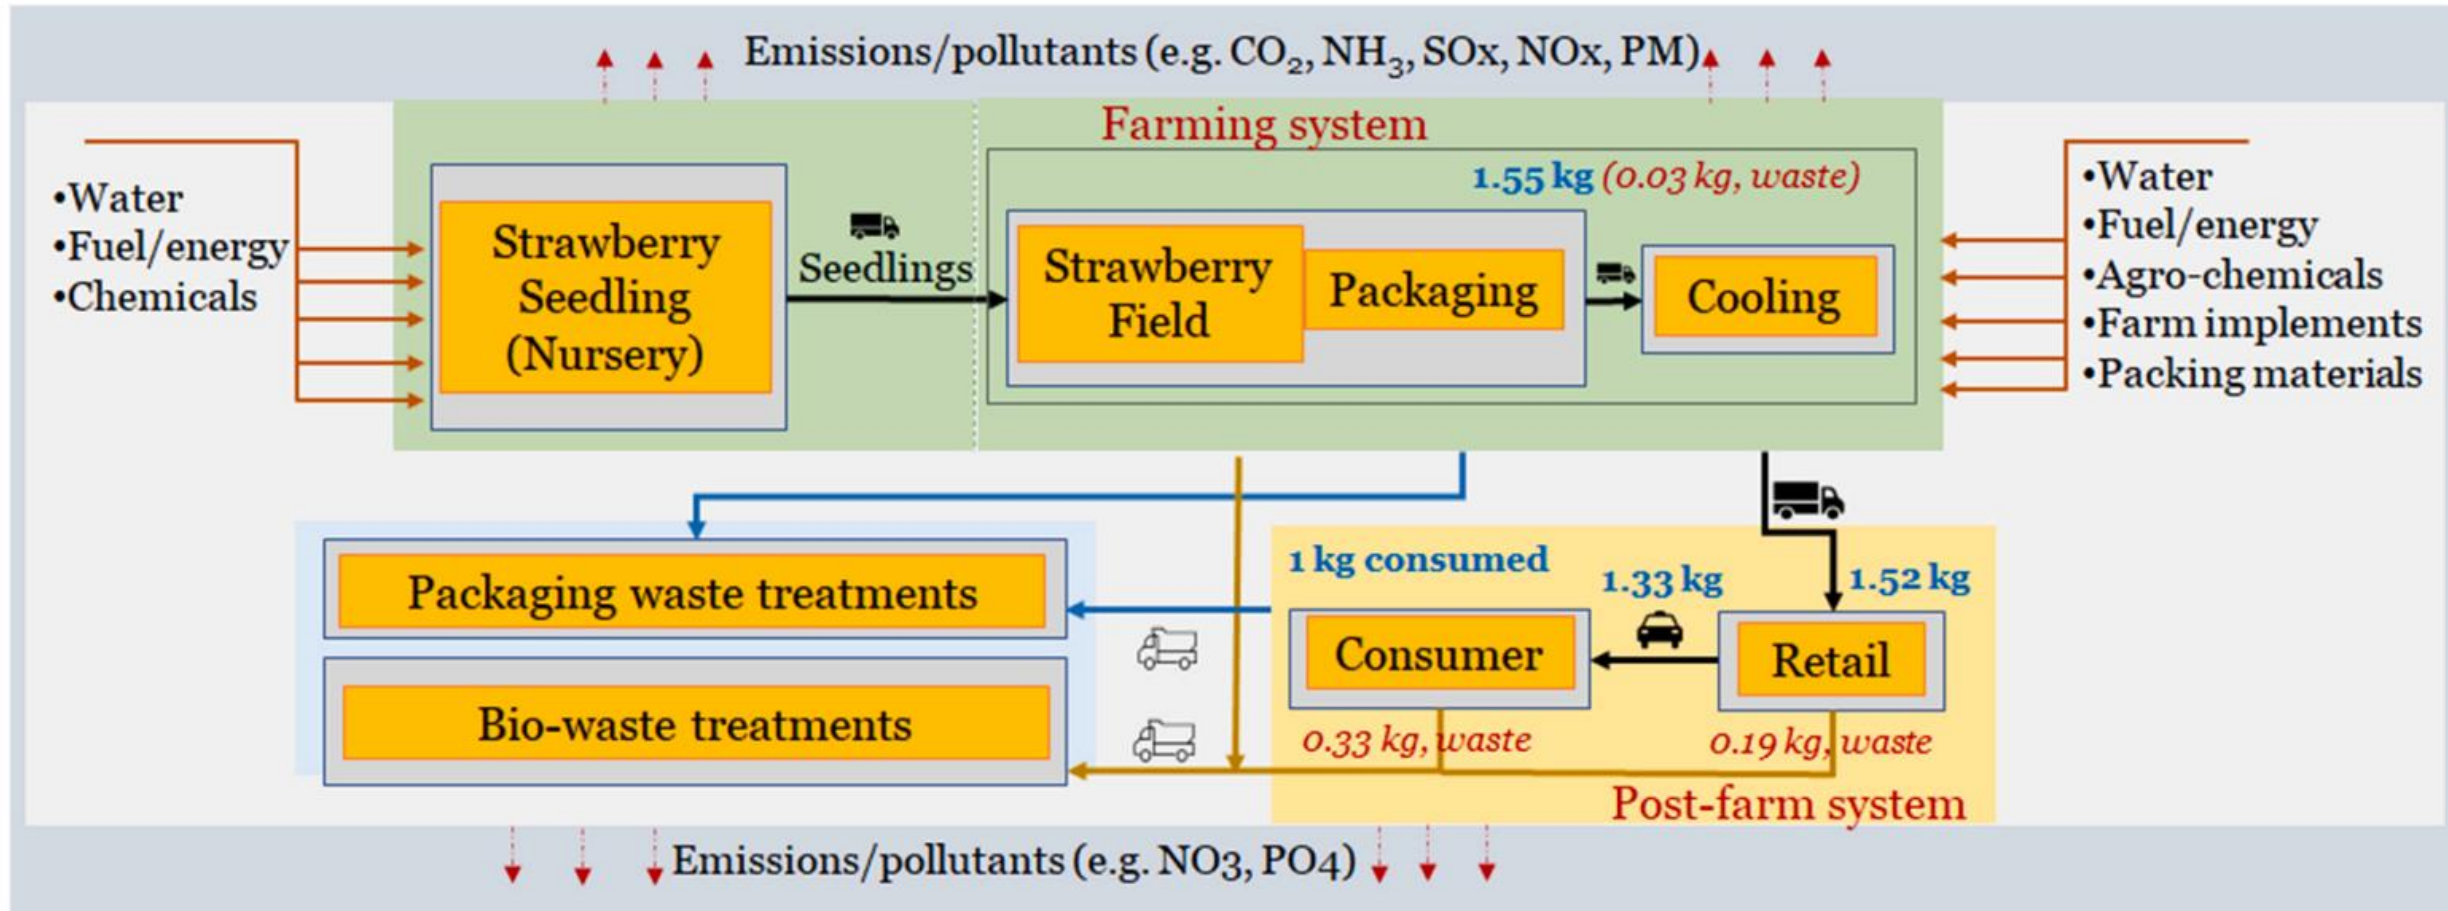 Emissions/pollutants (e.g. CO₂, NH₃, SOx, NOx, PM)
•Water
•Fuel/energy
•Chemicals
Strawberry
Seedling
(Nursery)
Seedlings
Farming system
1.55 kg (0.03 kg, waste)
Strawberry
Field
Packaging
Cooling
•Water
•Fuel/energy
•Agro-chemicals
•Farm implements
•Packing materials
Packaging waste treatments
Bio-waste treatments
1 kg consumed
1.33 kg
1.52 kg
Consumer
Retail
0.33 kg, waste
0.19 kg, waste
Post-farm system
Emissions/pollutants (e.g. NO3, PO4)